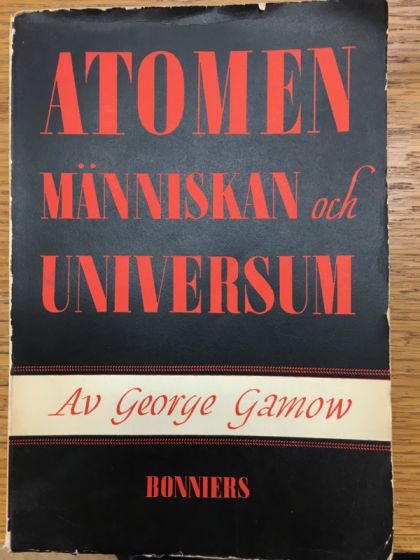 ATOMEN
MÄNNISKAN och
UNIVERSUM
Av George Gamow
BONNIERS